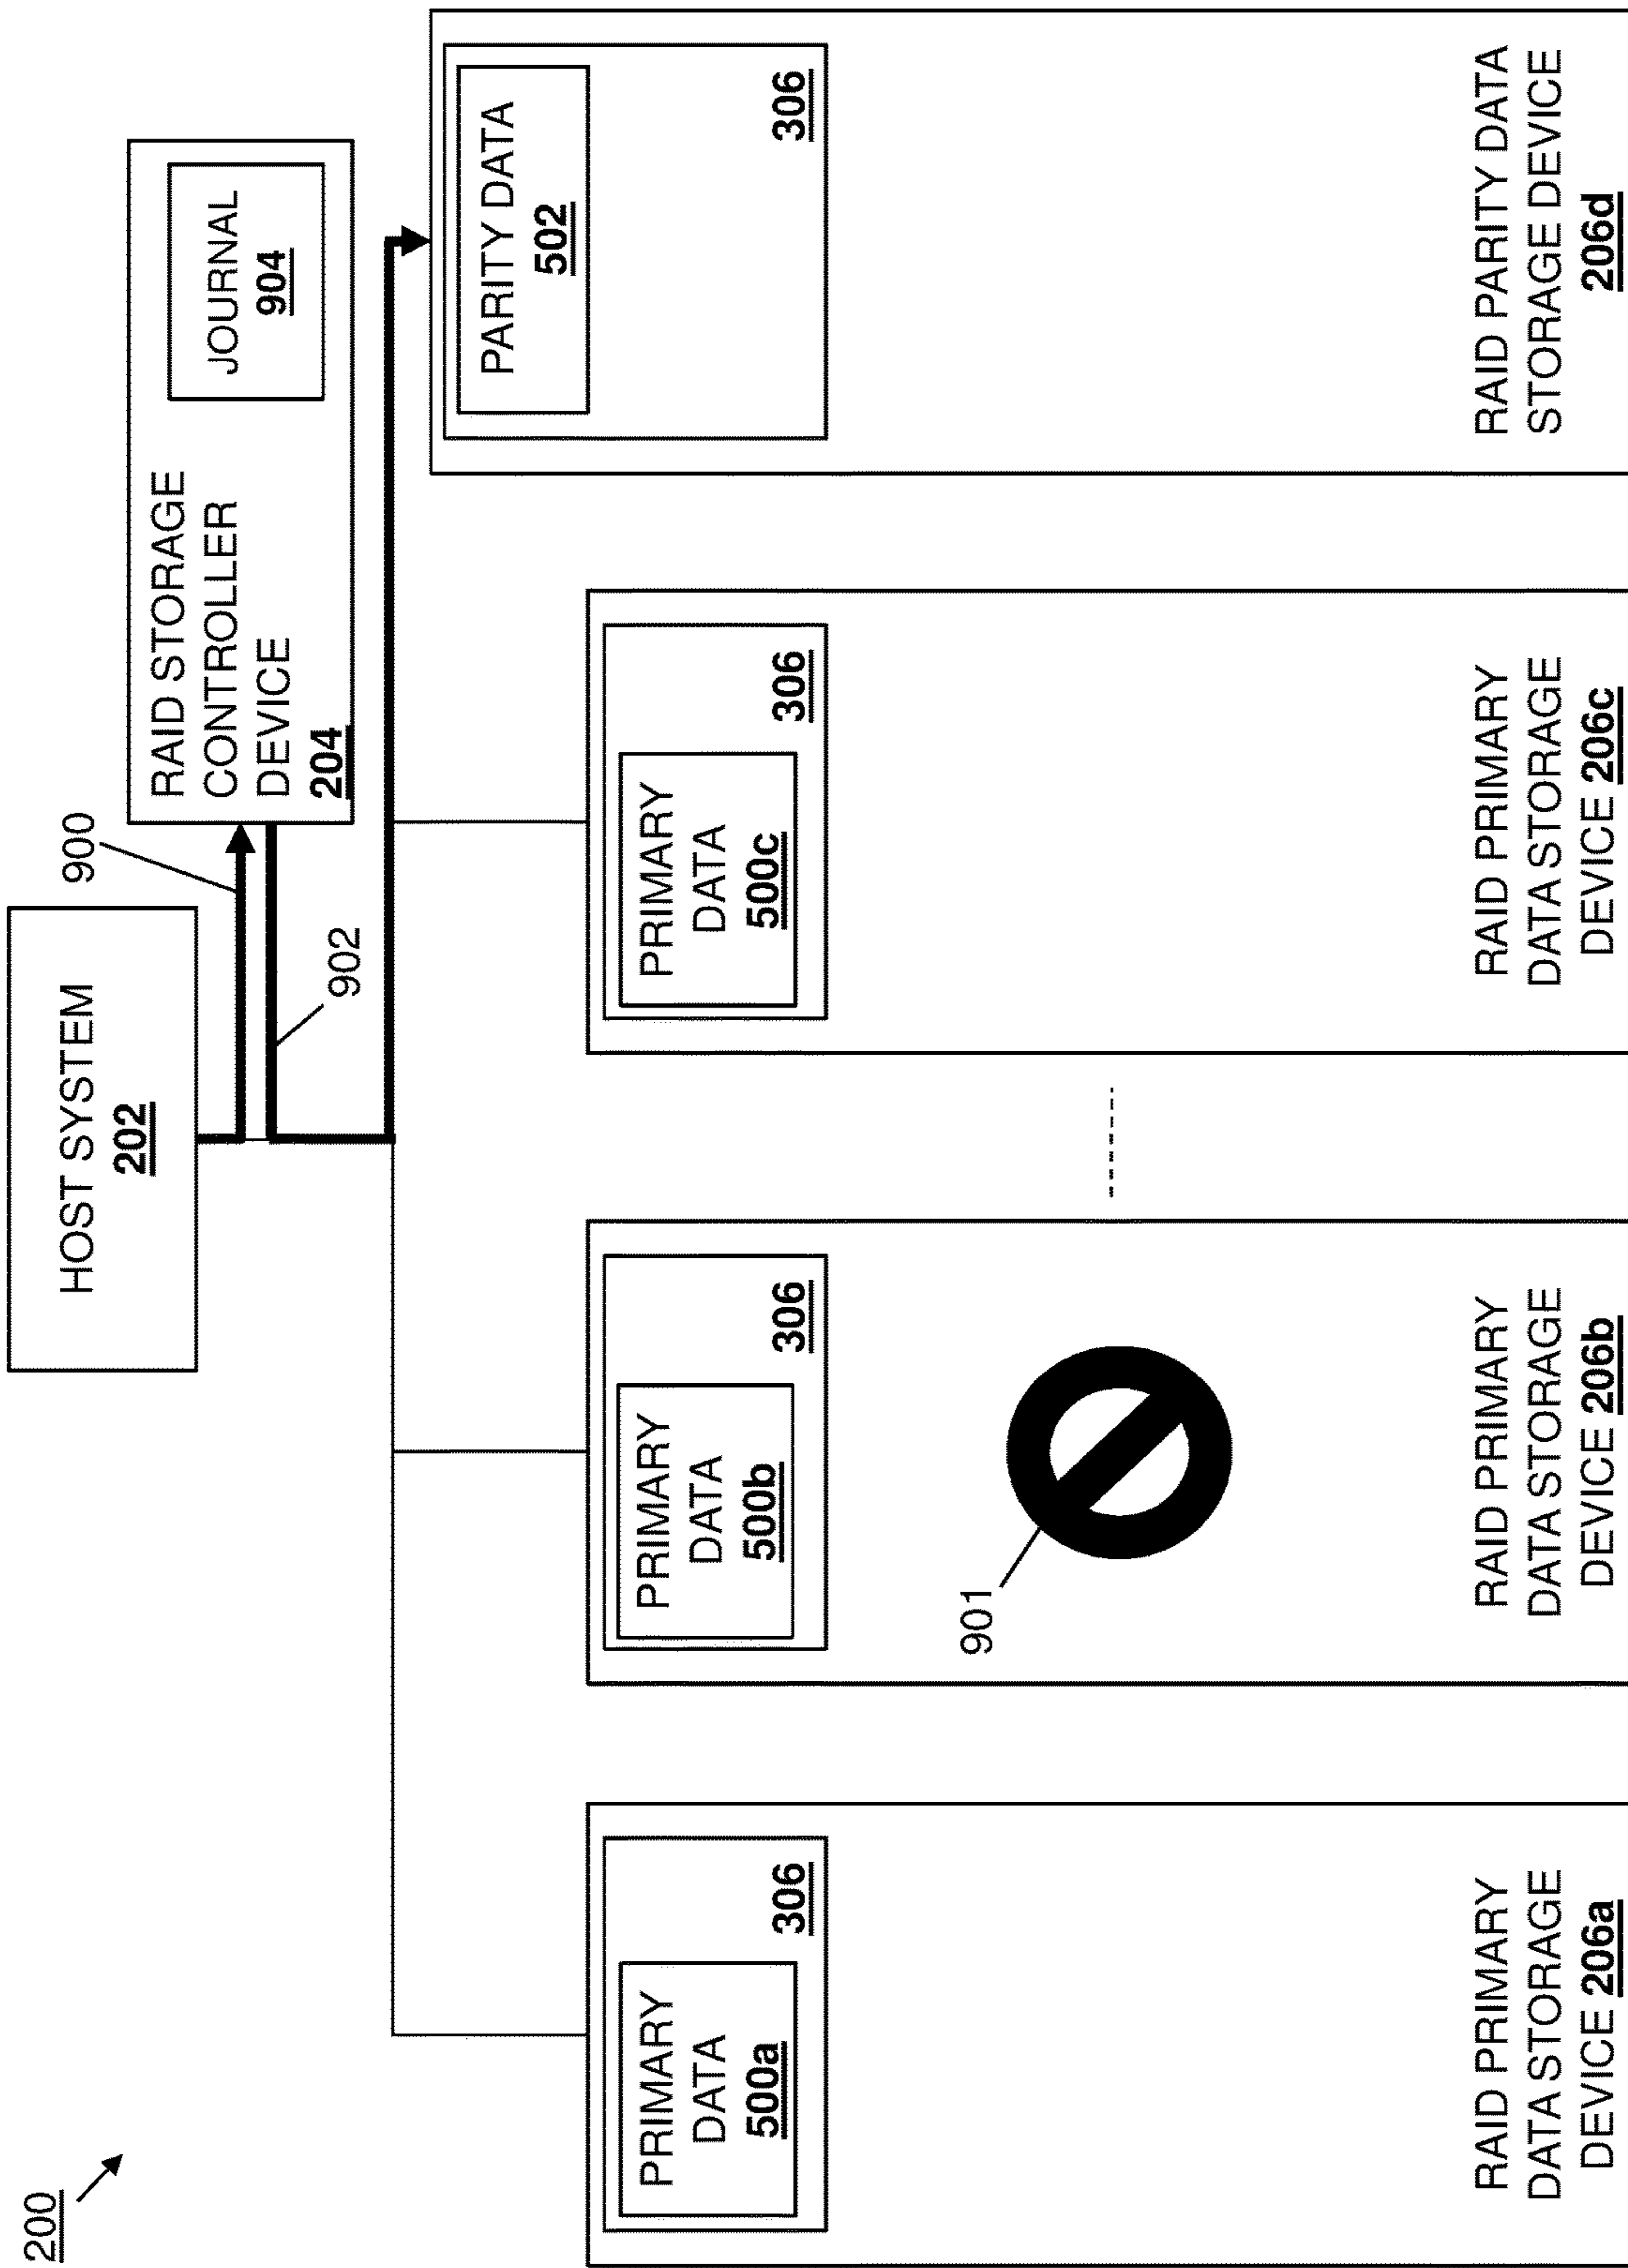 200
HOST SYSTEM
202
900
902
RAID STORAGE
CONTROLLER
DEVICE
204
JOURNAL
904
PRIMARY
DATA
500a
306
RAID PRIMARY
DATA STORAGE
DEVICE 206a
PRIMARY
DATA
500b
306
901
RAID PRIMARY
DATA STORAGE
DEVICE 206b
PRIMARY
DATA
500c
306
RAID PRIMARY
DATA STORAGE
DEVICE 206c
PARITY DATA
502
306
RAID PARITY DATA
STORAGE DEVICE
206d